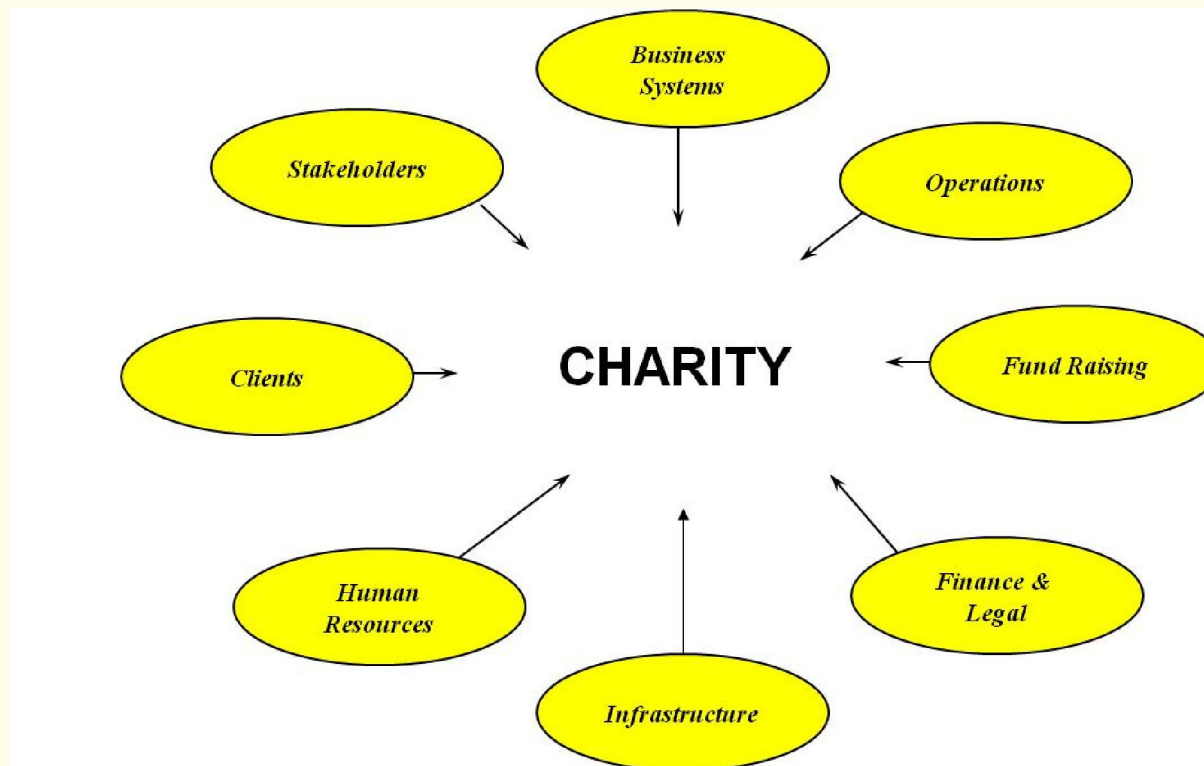 Business
Systems
Stakeholders
Operations
CHARITY
Fund Raising
Clients
Human
Resources
Finance &
Legal
Infrastructure